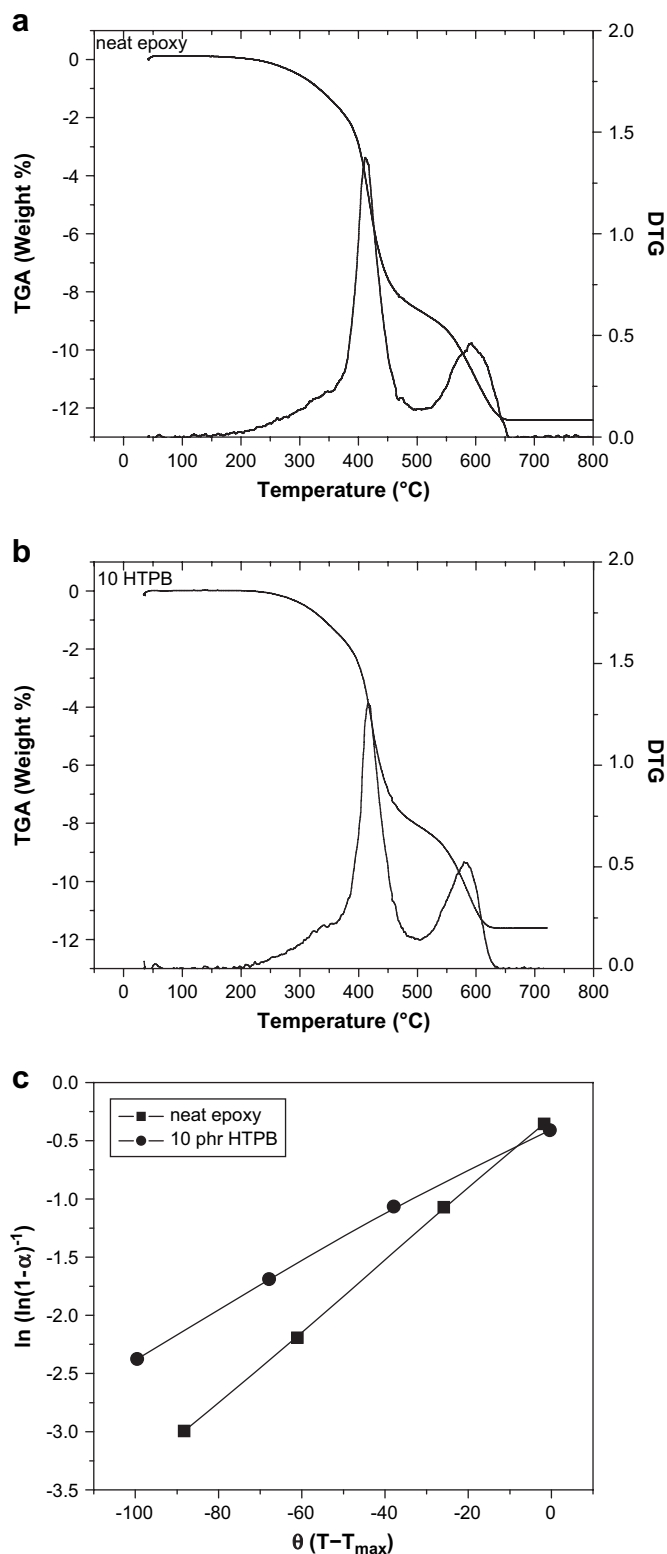 a
neat epoxy
2.0
0
-2
1.5
-4
TGA (Weight %)
1.0
DTG
-6
-8
0.5
-10
-12
0.0
0 100 200 300 400 500 600 700 800
Temperature (°C)
b
10 HTPB
2.0
0
-2
1.5
-4
TGA (Weight %)
1.0
DTG
-6
-8
0.5
-10
-12
0.0
0 100 200 300 400 500 600 700 800
Temperature (°C)
c
0.0
neat epoxy
10 phr HTPB
-0.5
-1.0
-1.5
ln (ln(1-α)⁻¹)
-2.0
-2.5
-3.0
-3.5
-100 -80 -60 -40 -20 0
θ (T−Tmax)